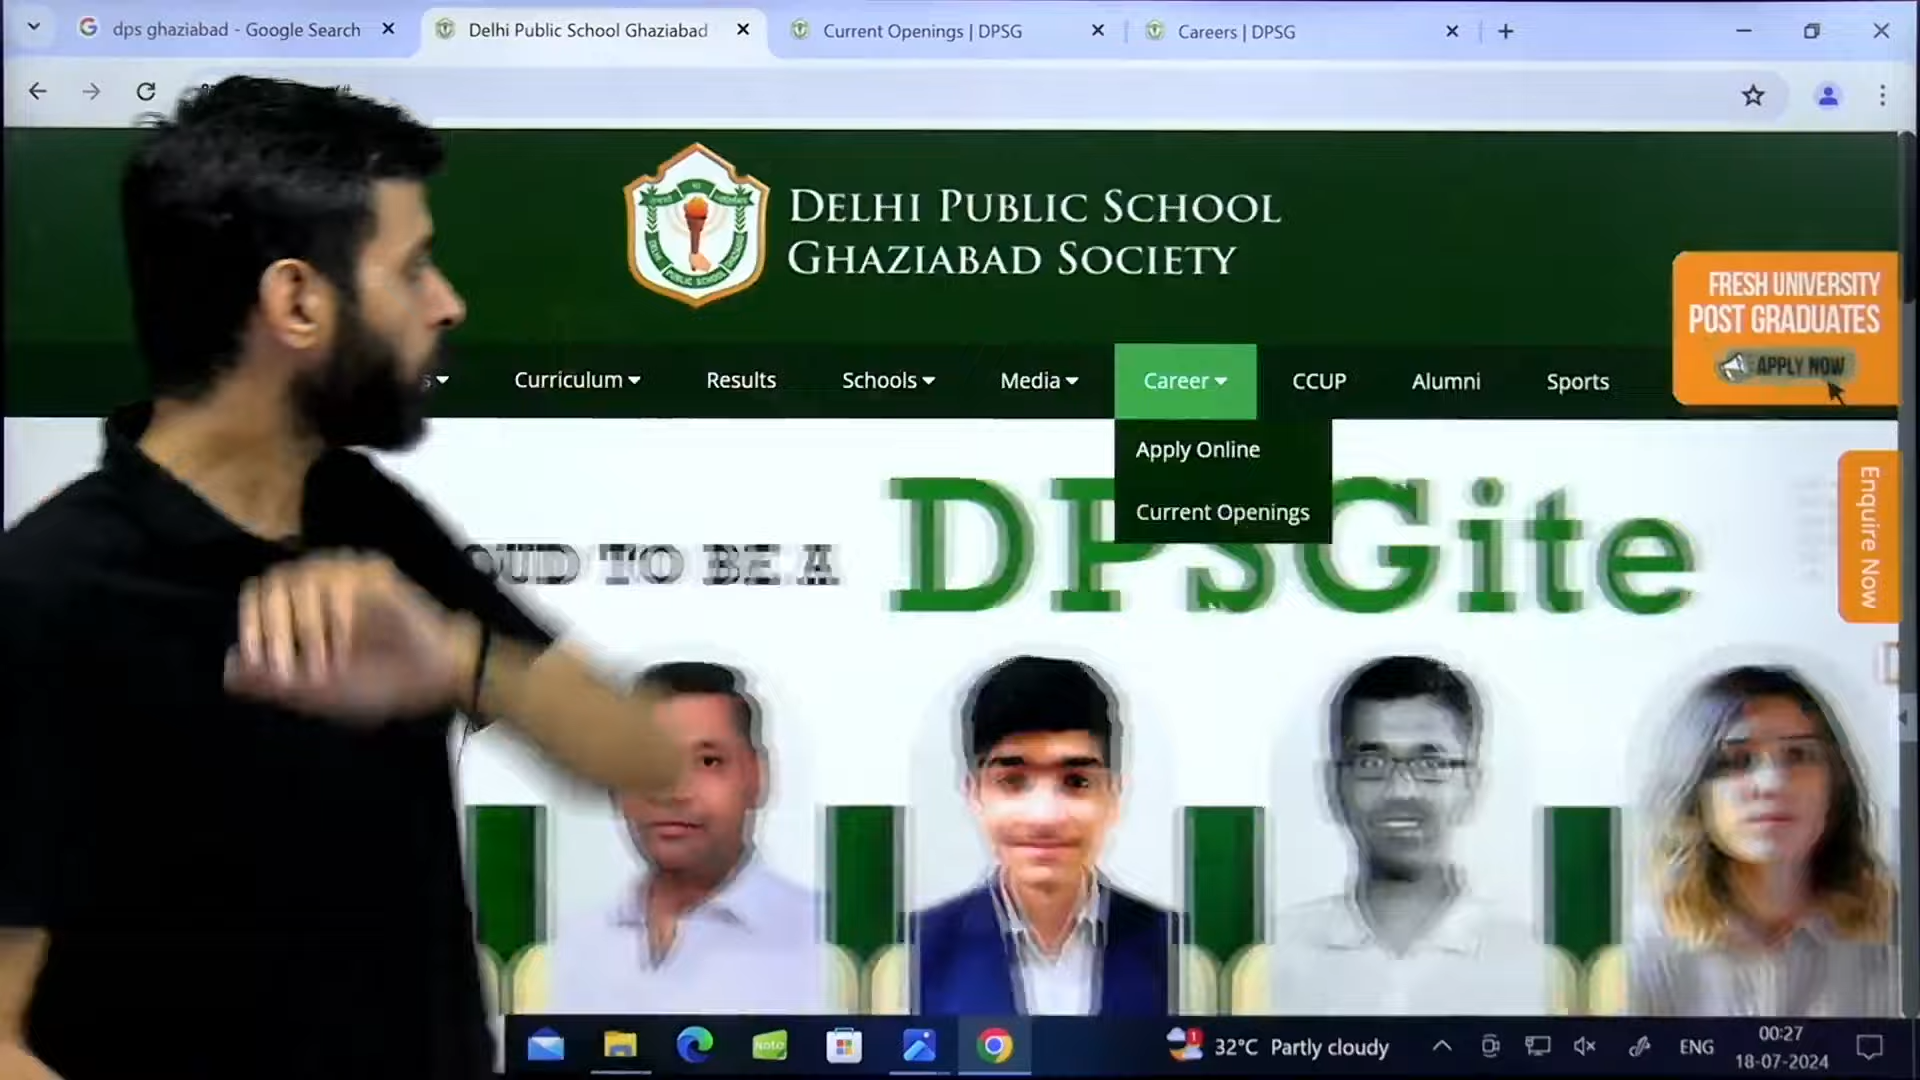 dps ghaziabad - Google Search
Delhi Public School Ghaziabad
Current Openings | DPSG
Careers | DPSG
DELHI PUBLIC SCHOOL
GHAZIABAD SOCIETY
FRESH UNIVERSITY
POST GRADUATES
APPLY NOW
s
Curriculum
Results
Schools
Media
Career
CCUP
Alumni
Sports
Apply Online
Current Openings
Enquire Now
OUD TO BE A DPSGite
1
32°C Partly cloudy
ENG
00:27
18-07-2024